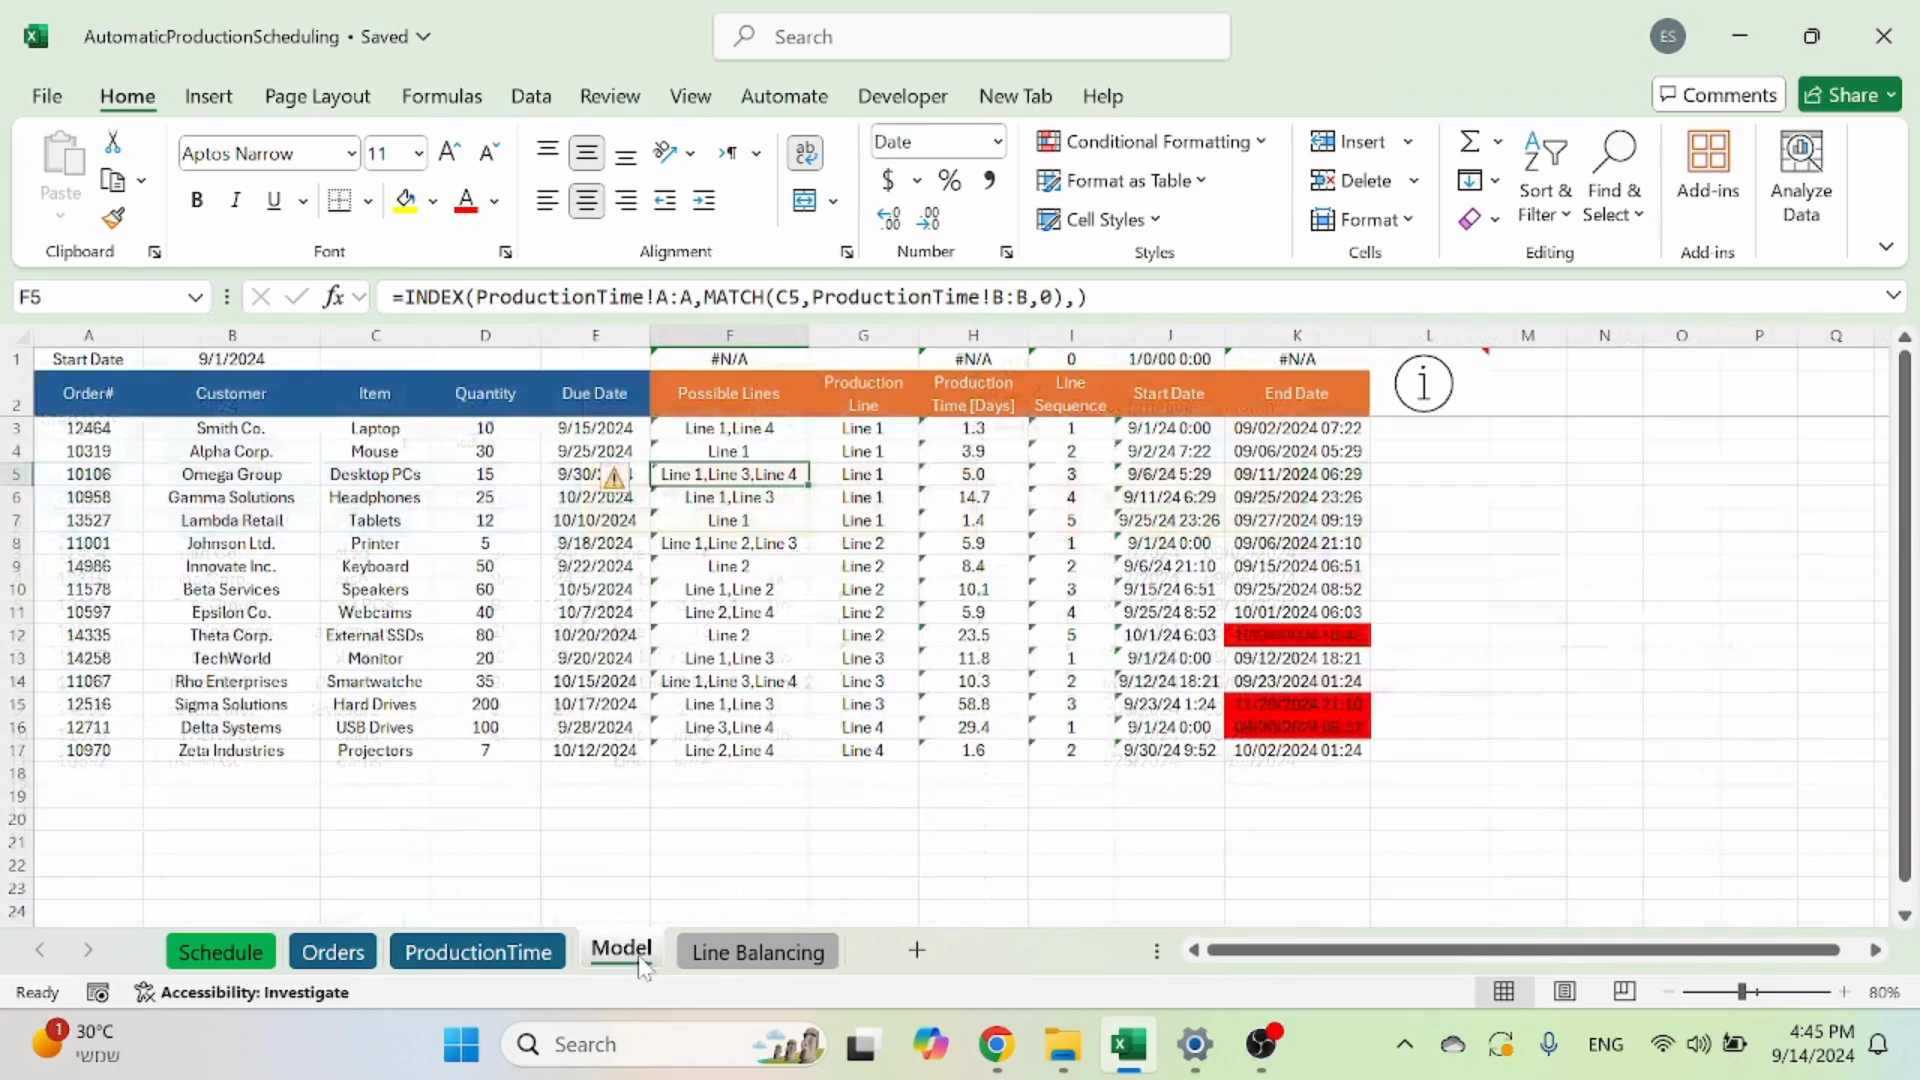 AutomaticProductionScheduling • Saved
Search
ES
File Home Insert Page Layout Formulas Data Review View Automate Developer New Tab Help
Comments Share
Paste
Clipboard
Aptos Narrow 11
B I U
Font
Alignment
Date
$ % 9
Number
Conditional Formatting
Format as Table
Cell Styles
Styles
Insert
Delete
Format
Cells
Sort & Filter
Find & Select
Editing
Add-ins
Add-ins
Analyze Data
F5 fx =INDEX(ProductionTime!A:A,MATCH(C5,ProductionTime!B:B,0),)
A B C D E F G H I J K L M N O P Q
1 Start Date 9/1/2024 #N/A #N/A 0 1/0/00 0:00 #N/A
2 Order# Customer Item Quantity Due Date Possible Lines Production Line Production Time [Days] Line Sequence Start Date End Date
3 12464 Smith Co. Laptop 10 9/15/2024 Line 1,Line 4 Line 1 1.3 1 9/1/24 0:00 09/02/2024 07:22
4 10319 Alpha Corp. Mouse 30 9/25/2024 Line 1 Line 1 3.9 2 9/2/24 7:22 09/06/2024 05:29
5 10106 Omega Group Desktop PCs 15 9/30/ Line 1,Line 3,Line 4 Line 1 5.0 3 9/6/24 5:29 09/11/2024 06:29
6 10958 Gamma Solutions Headphones 25 10/2/2024 Line 1,Line 3 Line 1 14.7 4 9/11/24 6:29 09/25/2024 23:26
7 13527 Lambda Retail Tablets 12 10/10/2024 Line 1 Line 1 1.4 5 9/25/24 23:26 09/27/2024 09:19
8 11001 Johnson Ltd. Printer 5 9/18/2024 Line 1,Line 2,Line 3 Line 2 5.9 1 9/1/24 0:00 09/06/2024 21:10
9 14986 Innovate Inc. Keyboard 50 9/22/2024 Line 2 Line 2 8.4 2 9/6/24 21:10 09/15/2024 06:51
10 11578 Beta Services Speakers 60 10/5/2024 Line 1,Line 2 Line 2 10.1 3 9/15/24 6:51 09/25/2024 08:52
11 10597 Epsilon Co. Webcams 40 10/7/2024 Line 2,Line 4 Line 2 5.9 4 9/25/24 8:52 10/01/2024 06:03
12 14335 Theta Corp. External SSDs 80 10/20/2024 Line 2 Line 2 23.5 5 10/1/24 6:03
13 14258 TechWorld Monitor 20 9/20/2024 Line 1,Line 3 Line 3 11.8 1 9/1/24 0:00 09/12/2024 18:21
14 11067 Rho Enterprises Smartwatche 35 10/15/2024 Line 1,Line 3,Line 4 Line 3 10.3 2 9/12/24 18:21 09/23/2024 01:24
15 12516 Sigma Solutions Hard Drives 200 10/17/2024 Line 1,Line 3 Line 3 58.8 3 9/23/24 1:24
16 12711 Delta Systems USB Drives 100 9/28/2024 Line 3,Line 4 Line 4 29.4 1 9/1/24 0:00
17 10970 Zeta Industries Projectors 7 10/12/2024 Line 2,Line 4 Line 4 1.6 2 9/30/24 9:52 10/02/2024 01:24
18
19
20
21
22
23
24
Schedule Orders ProductionTime Model Line Balancing
Ready Accessibility: Investigate 80%
1 30°C
שמשי
Search
ENG
4:45 PM
9/14/2024